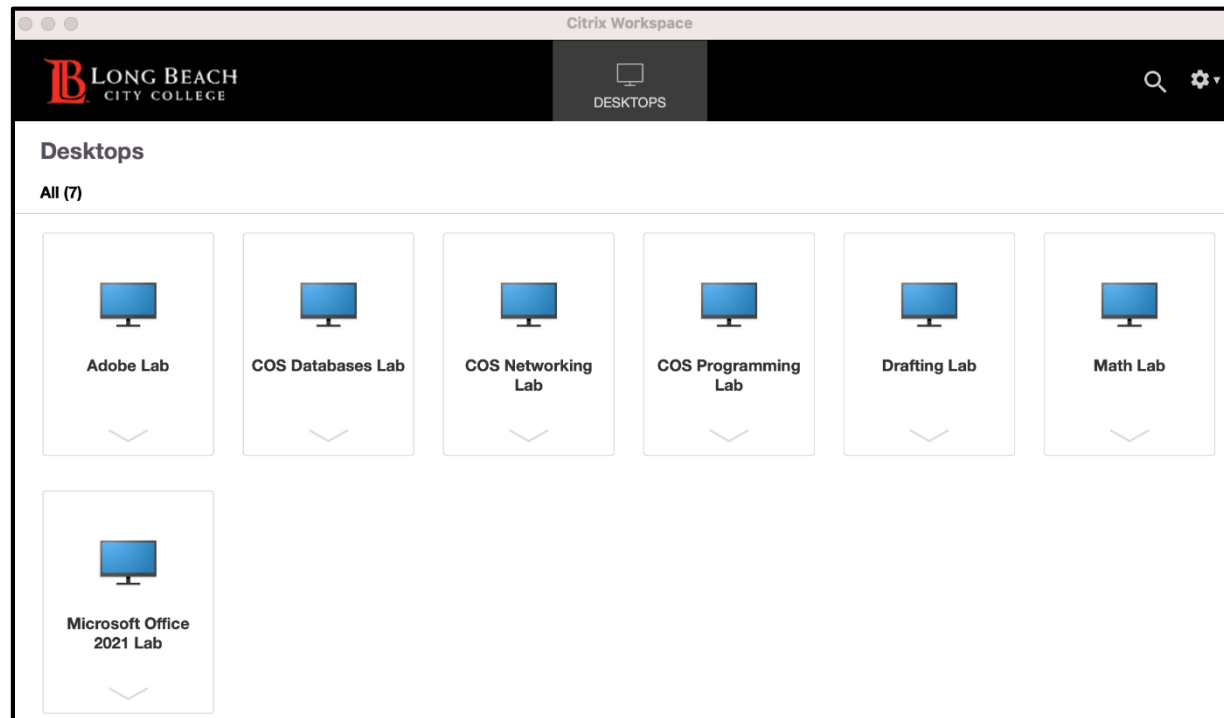 Citrix Workspace
LONG BEACH
CITY COLLEGE
DESKTOPS
Desktops
All (7)
Adobe Lab
COS Databases Lab
COS Networking
Lab
COS Programming
Lab
Drafting Lab
Math Lab
Microsoft Office
2021 Lab